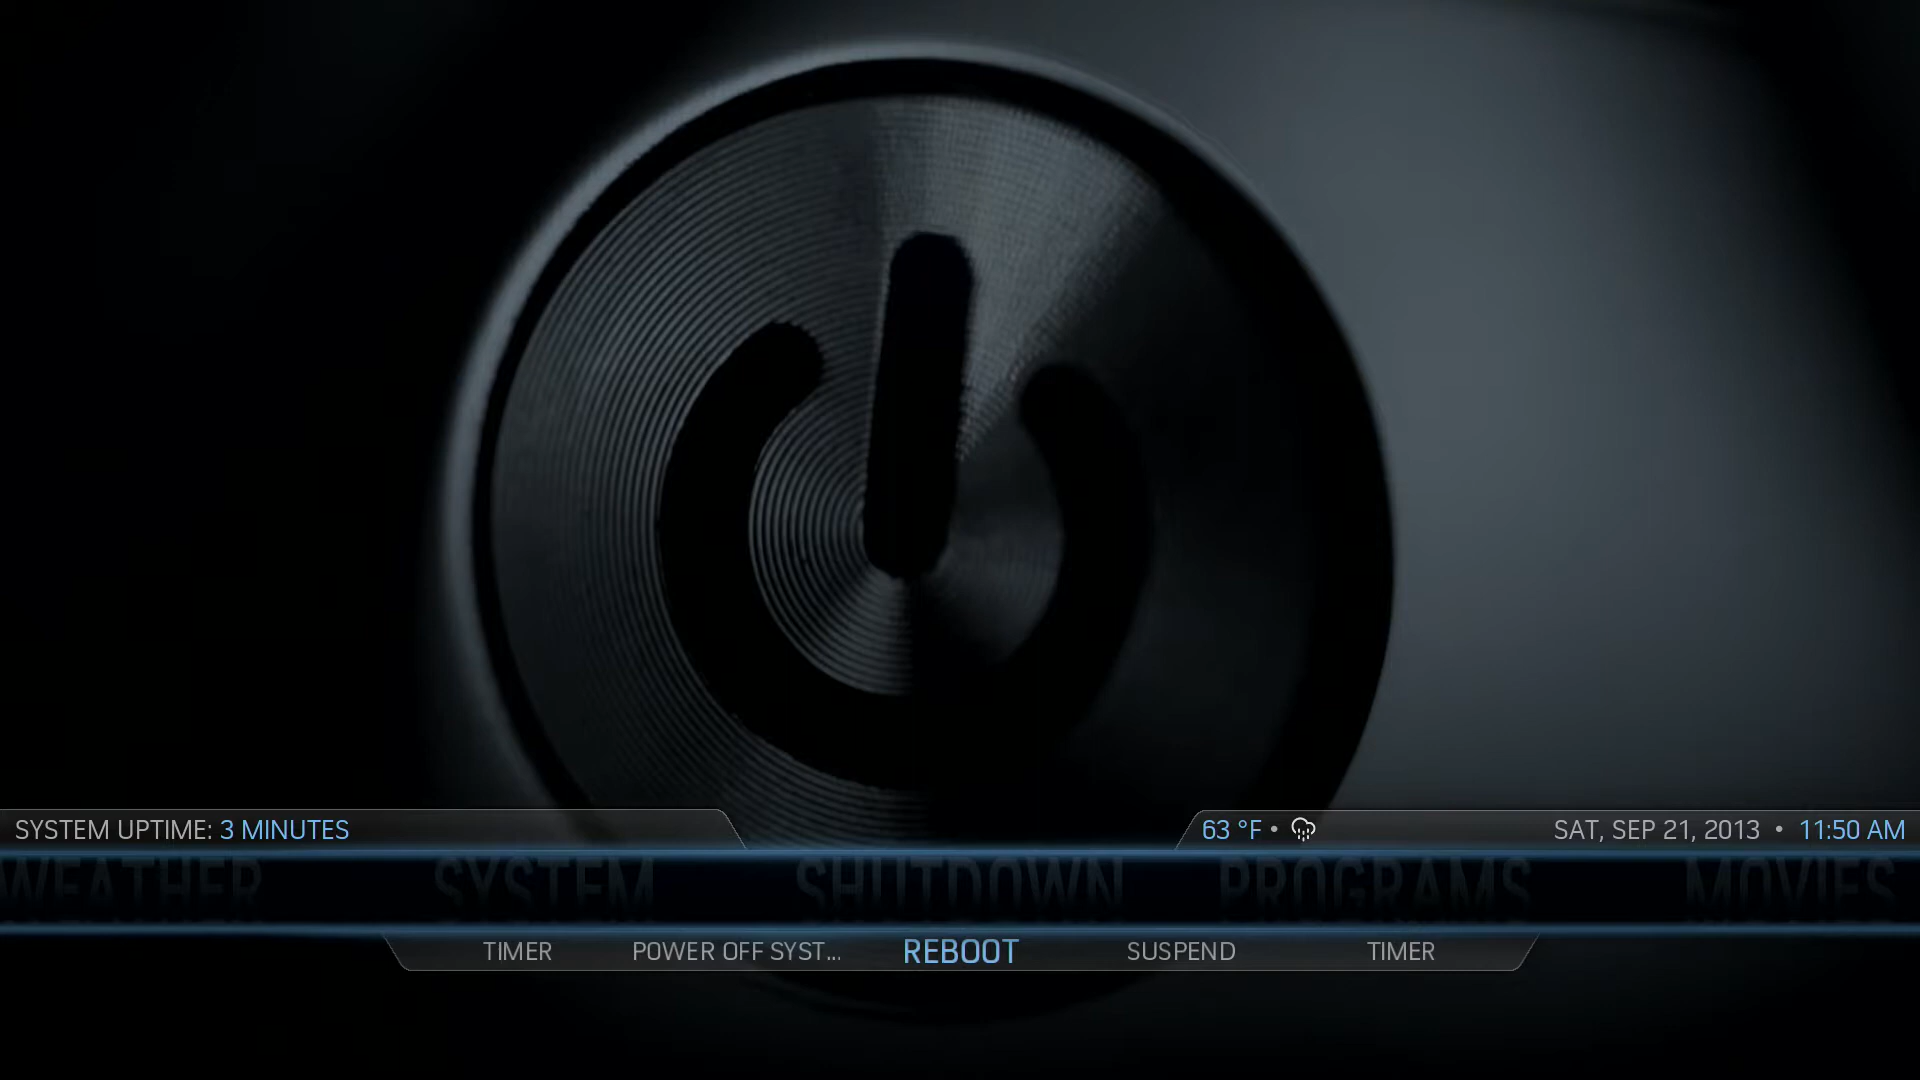 SYSTEM UPTIME: 3 MINUTES
63 °F • SAT, SEP 21, 2013 • 11:50 AM
WEATHER SYSTEM SHUTDOWN PROGRAMS MOVIES
TIMER POWER OFF SYST... REBOOT SUSPEND TIMER